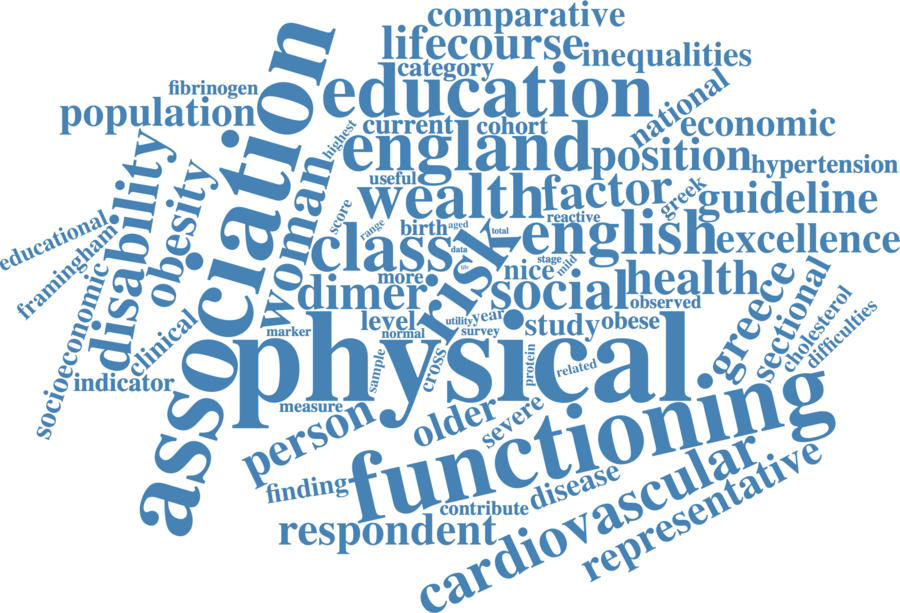 comparative
lifecourse
inequalities
category
fibrinogen
education
national
population
association
highest
current
cohort
economic
england
position
hypertension
disability
obesity
woman
useful
wealth
factor
greek
guideline
educational
framingham
score
range
birth
aged
reactive
class
data
risk
total
english
excellence
life
more
nice
stage
mild
dimer
social
health
observed
greece
sectional
cholesterol
difficulties
socioeconomic
clinical
level
utility
year
study
obese
marker
normal
survey
physical
indicator
sample
cross
protein
related
measure
person
older
severe
functioning
finding
contribute
disease
respondent
cardiovascular
representative